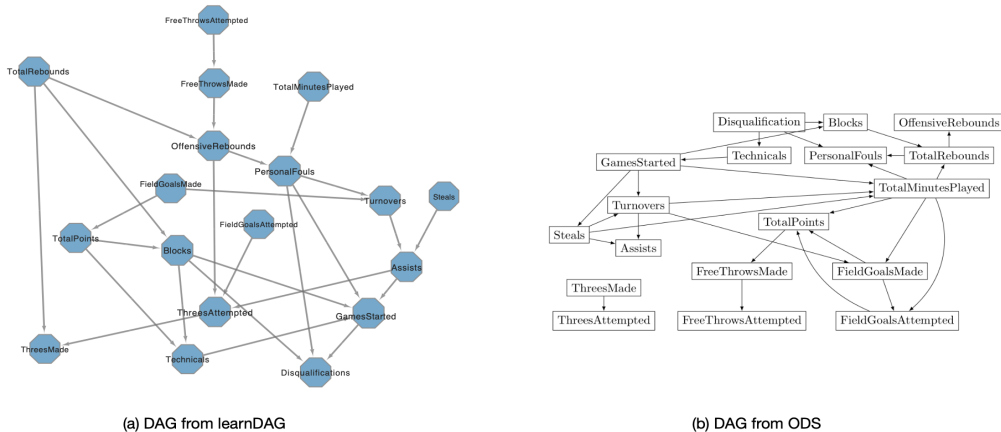 FreeThrowsAttempted
TotalRebounds
FreeThrowsMade
TotalMinutesPlayed
OffensiveRebounds
PersonalFouls
FieldGoalsMade
Turnovers
Steals
FieldGoalsAttempted
TotalPoints
Blocks
Assists
ThreesAttempted
GamesStarted
ThreesMade
Technicals
Disqualifications
(a) DAG from learnDAG
Disqualification
Blocks
OffensiveRebounds
GamesStarted
Technicals
PersonalFouls
TotalRebounds
TotalMinutesPlayed
Turnovers
TotalPoints
Steals
Assists
FreeThrowsMade
FieldGoalsMade
ThreesMade
ThreesAttempted
FreeThrowsAttempted
FieldGoalsAttempted
(b) DAG from ODS